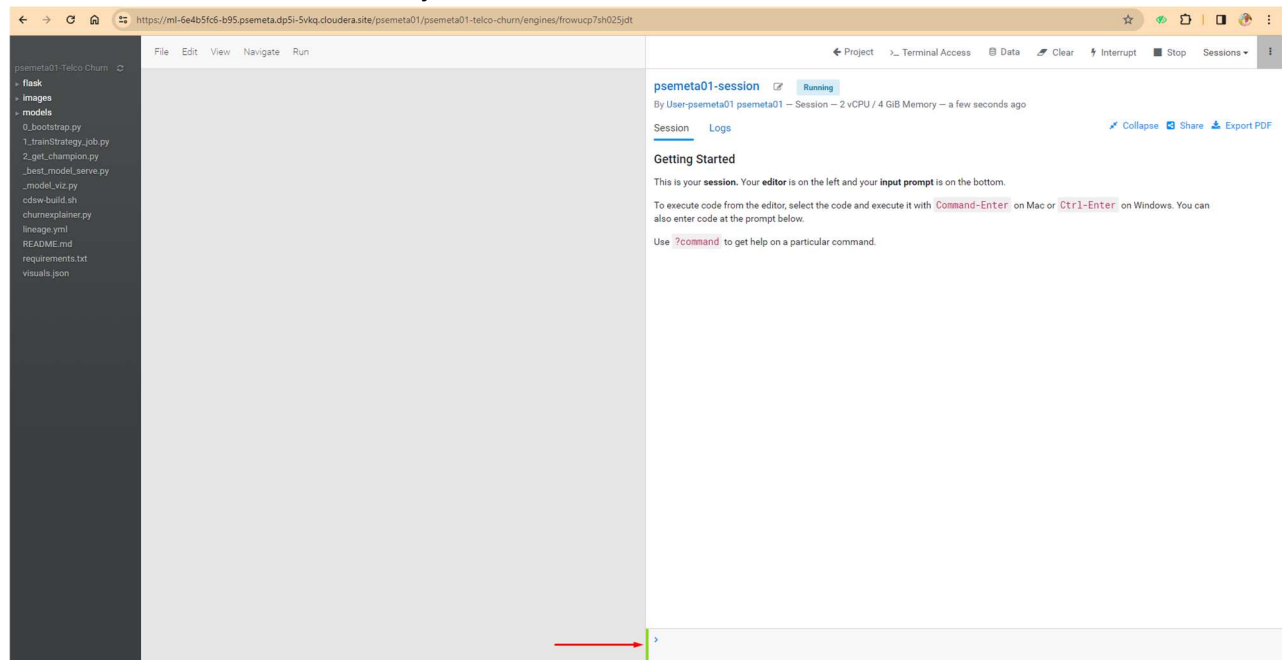 https://ml-6e4b5fc6-b95.psemeta.dp5i-5vkq.cloudera.site/psemeta01/psemeta01-telco-churn/engines/frowucp7sh025jdt
File Edit View Navigate Run
Project >_ Terminal Access Data Clear Interrupt Stop Sessions
psemeta01-Telco Churn
flask
images
models
0_bootstrap.py
1_trainStrategy_job.py
2_get_champion.py
_best_model_serve.py
_model_viz.py
cdsw-build.sh
churnexplainer.py
lineage.yml
README.md
requirements.txt
visuals.json
psemeta01-session Running
By User-psemeta01 psemeta01 — Session — 2 vCPU / 4 GiB Memory — a few seconds ago
Session Logs Collapse Share Export PDF
Getting Started
This is your session. Your editor is on the left and your input prompt is on the bottom.
To execute code from the editor, select the code and execute it with Command-Enter on Mac or Ctrl-Enter on Windows. You can
also enter code at the prompt below.
Use ?command to get help on a particular command.